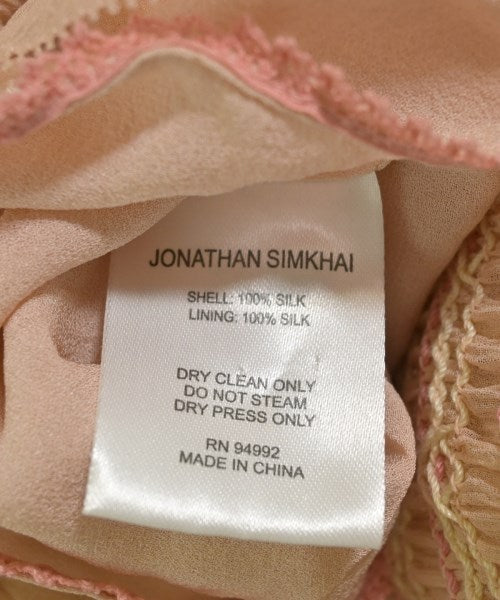 JONATHAN SIMKHAI
SHELL: 100% SILK
LINING: 100% SILK
DRY CLEAN ONLY
DO NOT STEAM
DRY PRESS ONLY
RN 94992
MADE IN CHINA